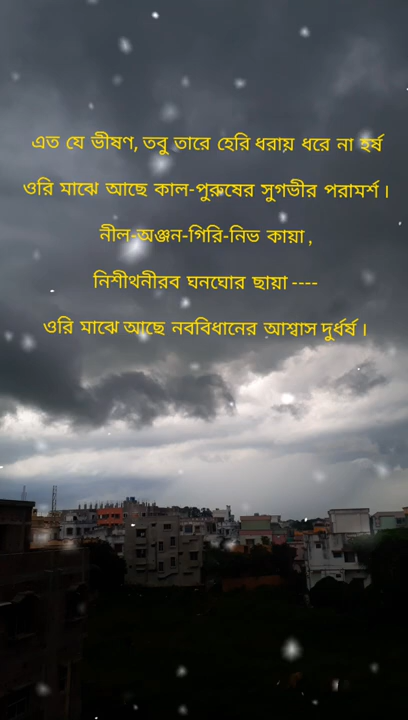 এত যে ভীষণ, তবু তারে হেরি ধরায় ধরে না হর্ষ
ওরি মাঝে আছে কাল-পুরুষের সুগভীর পরামর্শ।
নীল-অঞ্জন-গিরি-নিভ কায়া,
নিশীথনীরব ঘনঘোর ছায়া ----
ওরি মাঝে আছে নববিধানের আশ্বাস দুর্ধর্ষ।